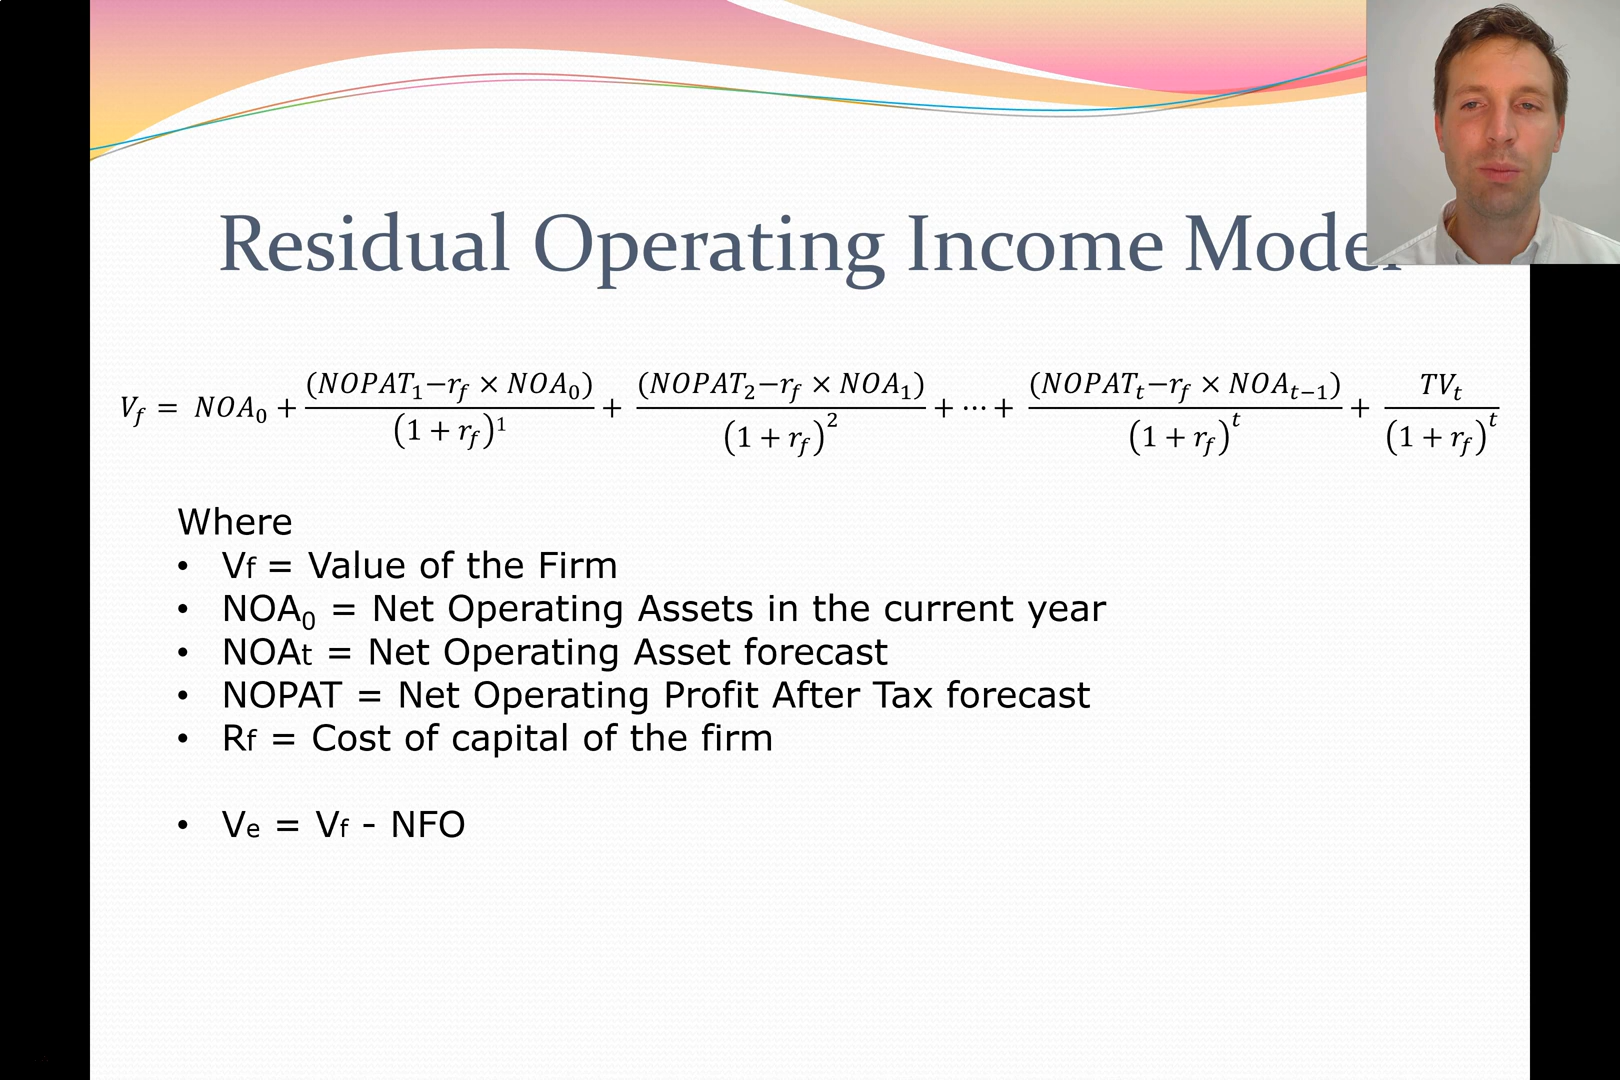 Residual Operating Income Model
V_f = NOA_0 + (NOPAT_1−r_f × NOA_0)/(1 + r_f)^1 + (NOPAT_2−r_f × NOA_1)/(1 + r_f)^2 + ⋯ + (NOPAT_t−r_f × NOA_{t−1})/(1 + r_f)^t + TV_t/(1 + r_f)^t
Where
• Vf = Value of the Firm
• NOA_0 = Net Operating Assets in the current year
• NOAt = Net Operating Asset forecast
• NOPAT = Net Operating Profit After Tax forecast
• Rf = Cost of capital of the firm
• Ve = Vf - NFO